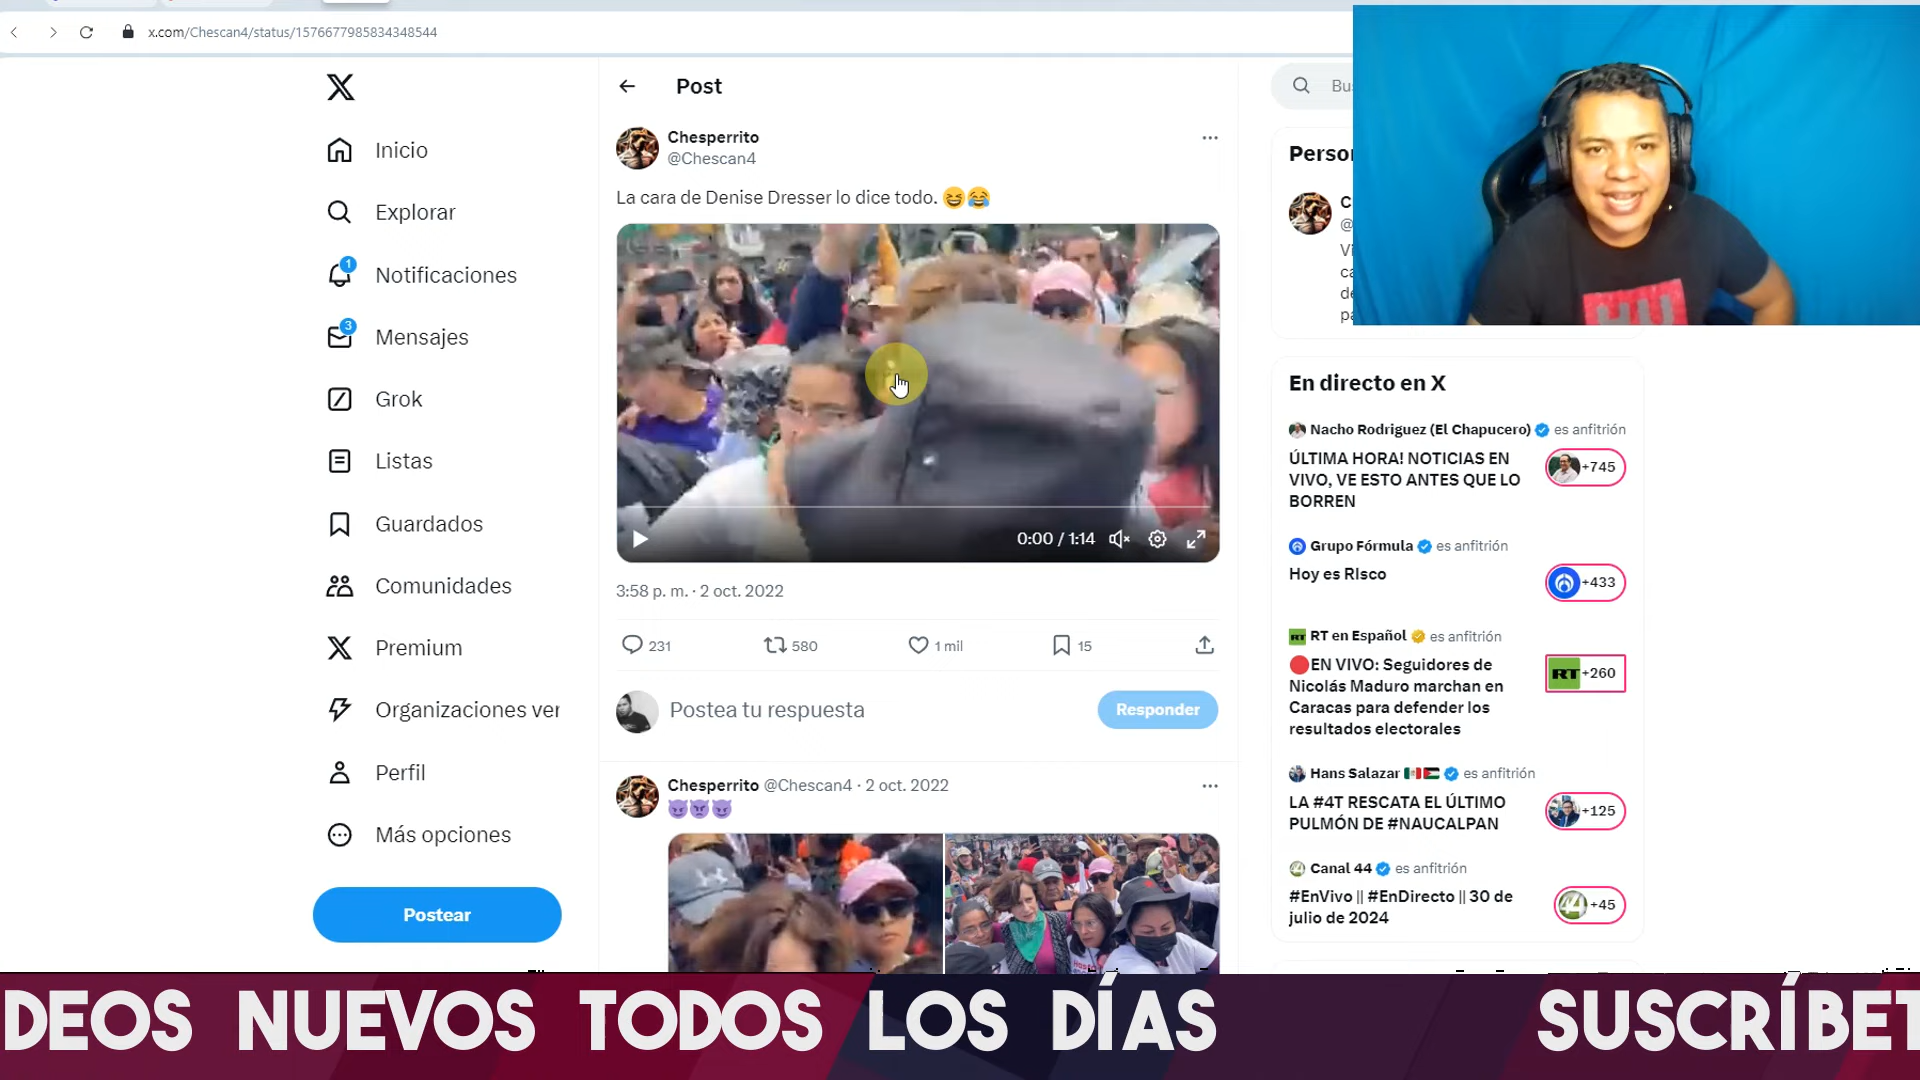 x.com/Chescan4/status/1576677985834348544
Inicio
Explorar
1
Notificaciones
3
Mensajes
Grok
Listas
Guardados
Comunidades
Premium
Organizaciones ver
Perfil
Más opciones
Postear
Post
Chesperrito
@Chescan4
La cara de Denise Dresser lo dice todo. 😆😂
0:00 / 1:14
3:58 p. m. · 2 oct. 2022
231
580
1 mil
15
Postea tu respuesta
Responder
Chesperrito @Chescan4 · 2 oct. 2022
😈😈😈
En directo en X
Nacho Rodriguez (El Chapucero) es anfitrión
ÚLTIMA HORA! NOTICIAS EN
VIVO, VE ESTO ANTES QUE LO
BORREN
+745
Grupo Fórmula es anfitrión
Hoy es RIsco
+433
RT en Español es anfitrión
🔴EN VIVO: Seguidores de
Nicolás Maduro marchan en
Caracas para defender los
resultados electorales
RT +260
Hans Salazar 🇲🇽🇵🇸 es anfitrión
LA #4T RESCATA EL ÚLTIMO
PULMÓN DE #NAUCALPAN
+125
Canal 44 es anfitrión
#EnVivo || #EnDirecto || 30 de
julio de 2024
+45
DEOS NUEVOS TODOS LOS DÍAS SUSCRÍBET